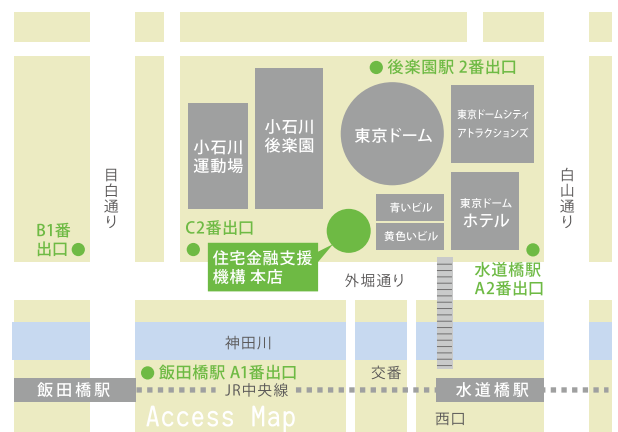 後楽園駅 2番出口
小石川
後楽園
東京ドーム
東京ドームシティ
アトラクションズ
小石川
運動場
目白通り
白山通り
青いビル
東京ドーム
ホテル
黄色いビル
B1番
出口
C2番出口
住宅金融支援
機構 本店
外堀通り
水道橋駅
A2番出口
神田川
飯田橋駅 A1番出口
交番
飯田橋駅
JR中央線
水道橋駅
Access Map
西口